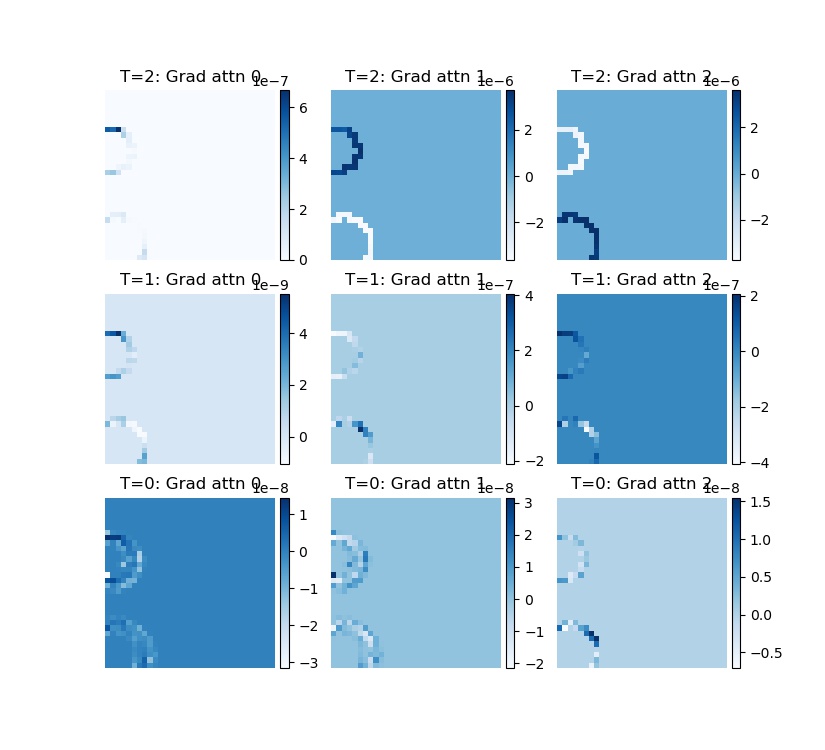 T=2: Grad attn 0
1e−7
T=2: Grad attn 1
1e−6
T=2: Grad attn 2
1e−6
6
4
2
0
2
0
−2
2
0
−2
T=1: Grad attn 0
1e−9
T=1: Grad attn 1
1e−7
T=1: Grad attn 2
1e−7
4
2
0
4
2
0
−2
2
0
−2
−4
T=0: Grad attn 0
1e−8
T=0: Grad attn 1
1e−8
T=0: Grad attn 2
1e−8
1
0
−1
−2
−3
3
2
1
0
−1
−2
1.5
1.0
0.5
0.0
−0.5